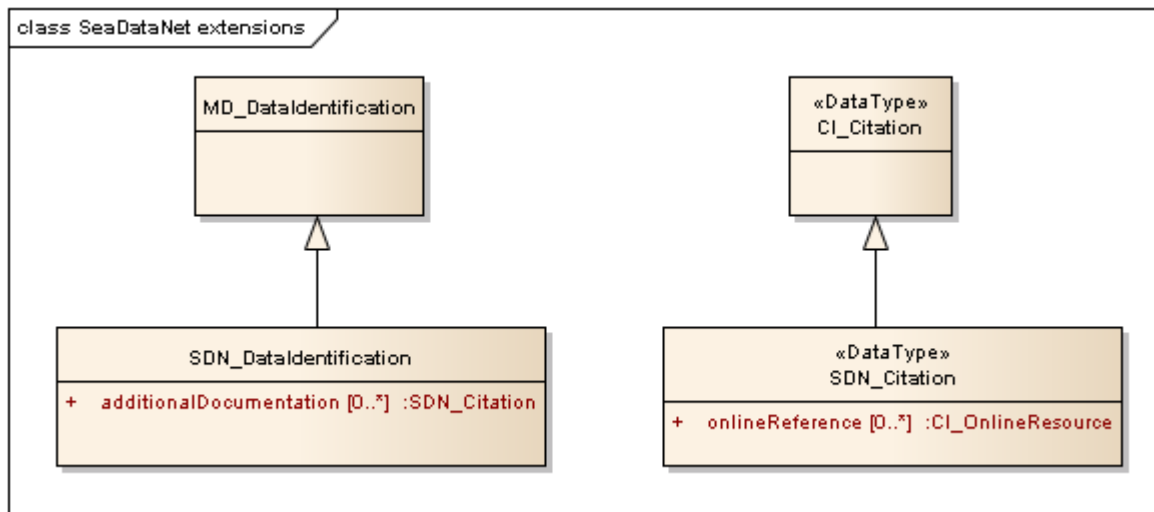 class SeaDataNet extensions
MD_DataIdentification
«DataType»
CI_Citation
SDN_DataIdentification
+ additionalDocumentation [0..*] :SDN_Citation
«DataType»
SDN_Citation
+ onlineReference [0..*] :CI_OnlineResource